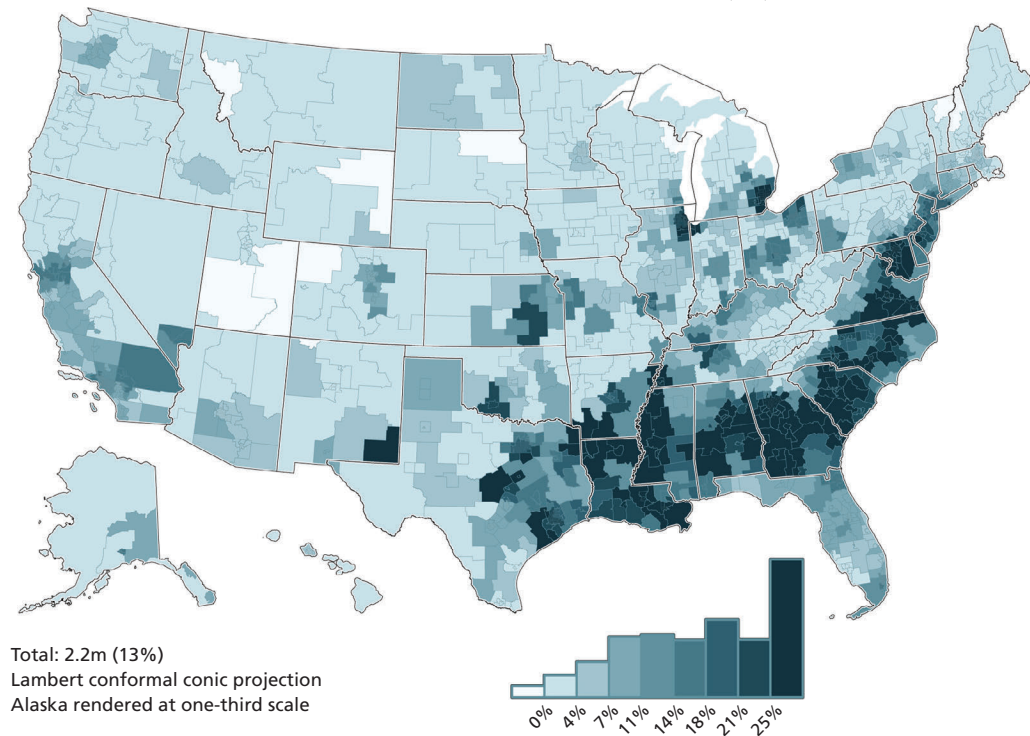 Total: 2.2m (13%)
Lambert conformal conic projection
Alaska rendered at one-third scale
0% 4% 7% 11% 14% 18% 21% 25%